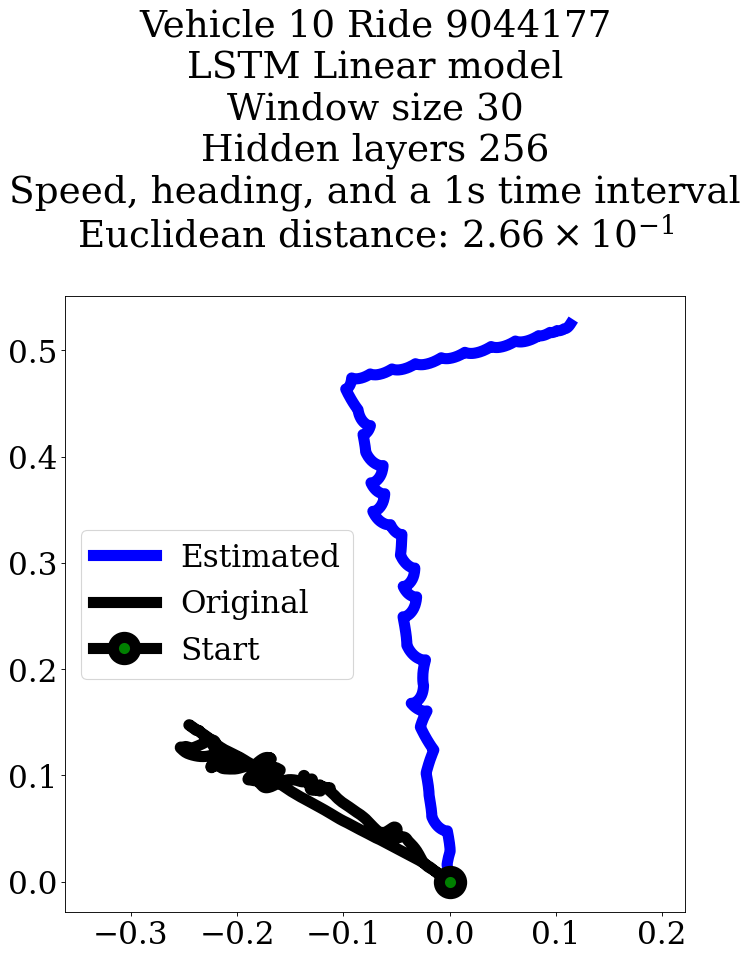 Vehicle 10 Ride 9044177
LSTM Linear model
Window size 30
Hidden layers 256
Speed, heading, and a 1s time interval
Euclidean distance: 2.66 × 10⁻¹
0.5
0.4
0.3
0.2
0.1
0.0
Estimated
Original
Start
−0.3 −0.2 −0.1 0.0 0.1 0.2